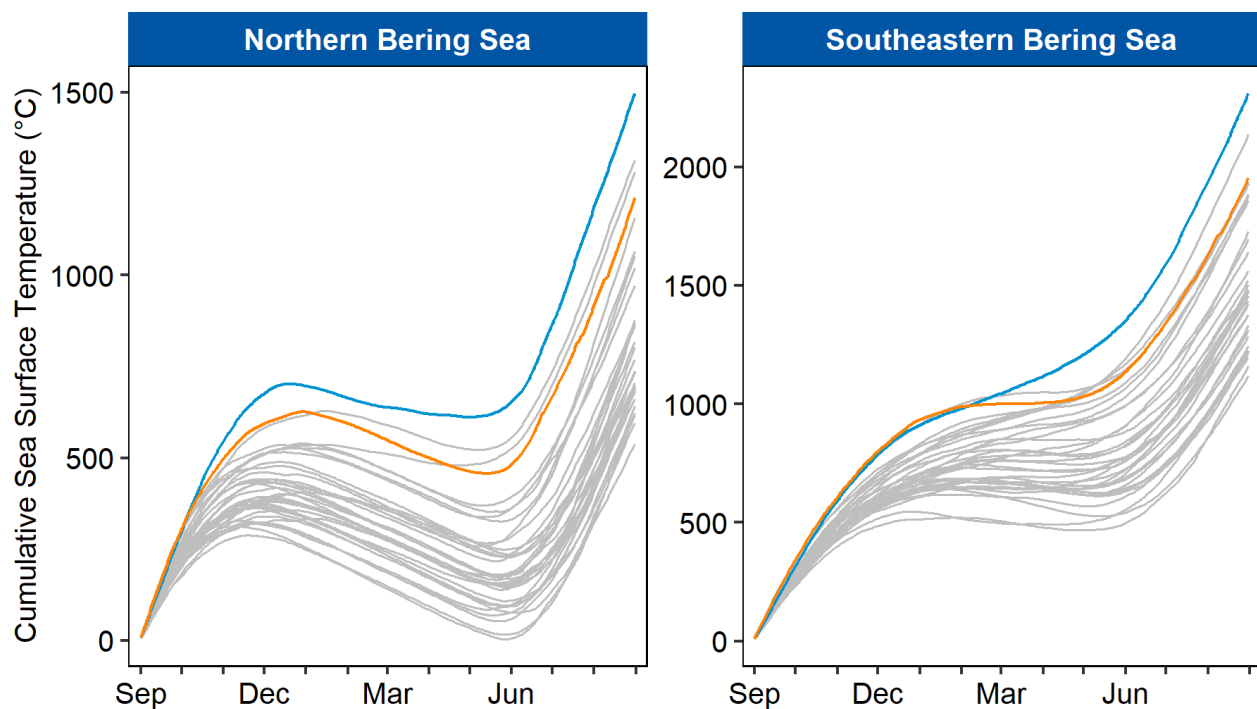 Northern Bering Sea
Southeastern Bering Sea
Cumulative Sea Surface Temperature (°C)
1500
1000
500
0
Sep Dec Mar Jun
2000
1500
1000
500
0
Sep Dec Mar Jun